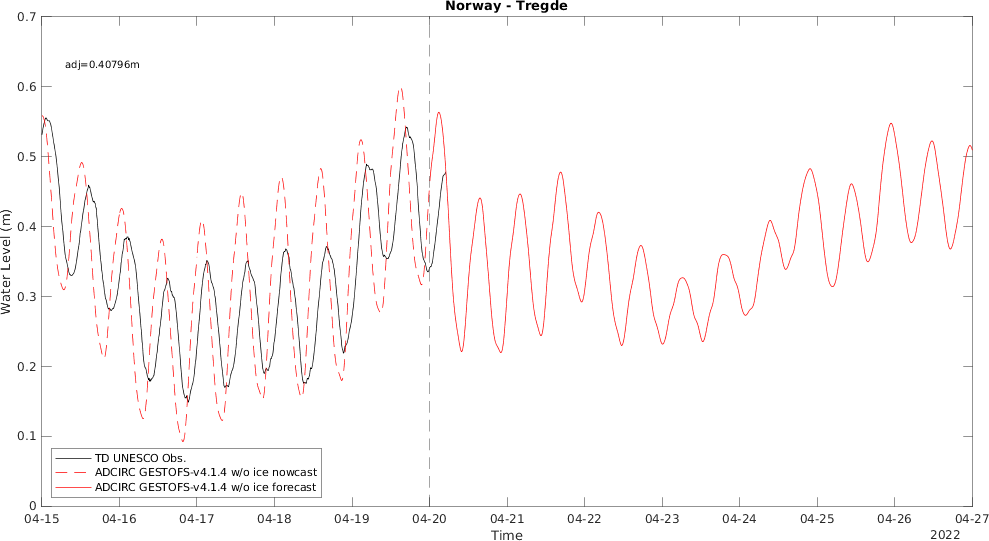 Norway - Tregde
adj=0.40796m
Water Level (m)
0.7
0.6
0.5
0.4
0.3
0.2
0.1
0
TD UNESCO Obs.
ADCIRC GESTOFS-v4.1.4 w/o ice nowcast
ADCIRC GESTOFS-v4.1.4 w/o ice forecast
04-15 04-16 04-17 04-18 04-19 04-20 04-21 04-22 04-23 04-24 04-25 04-26 04-27
Time
2022